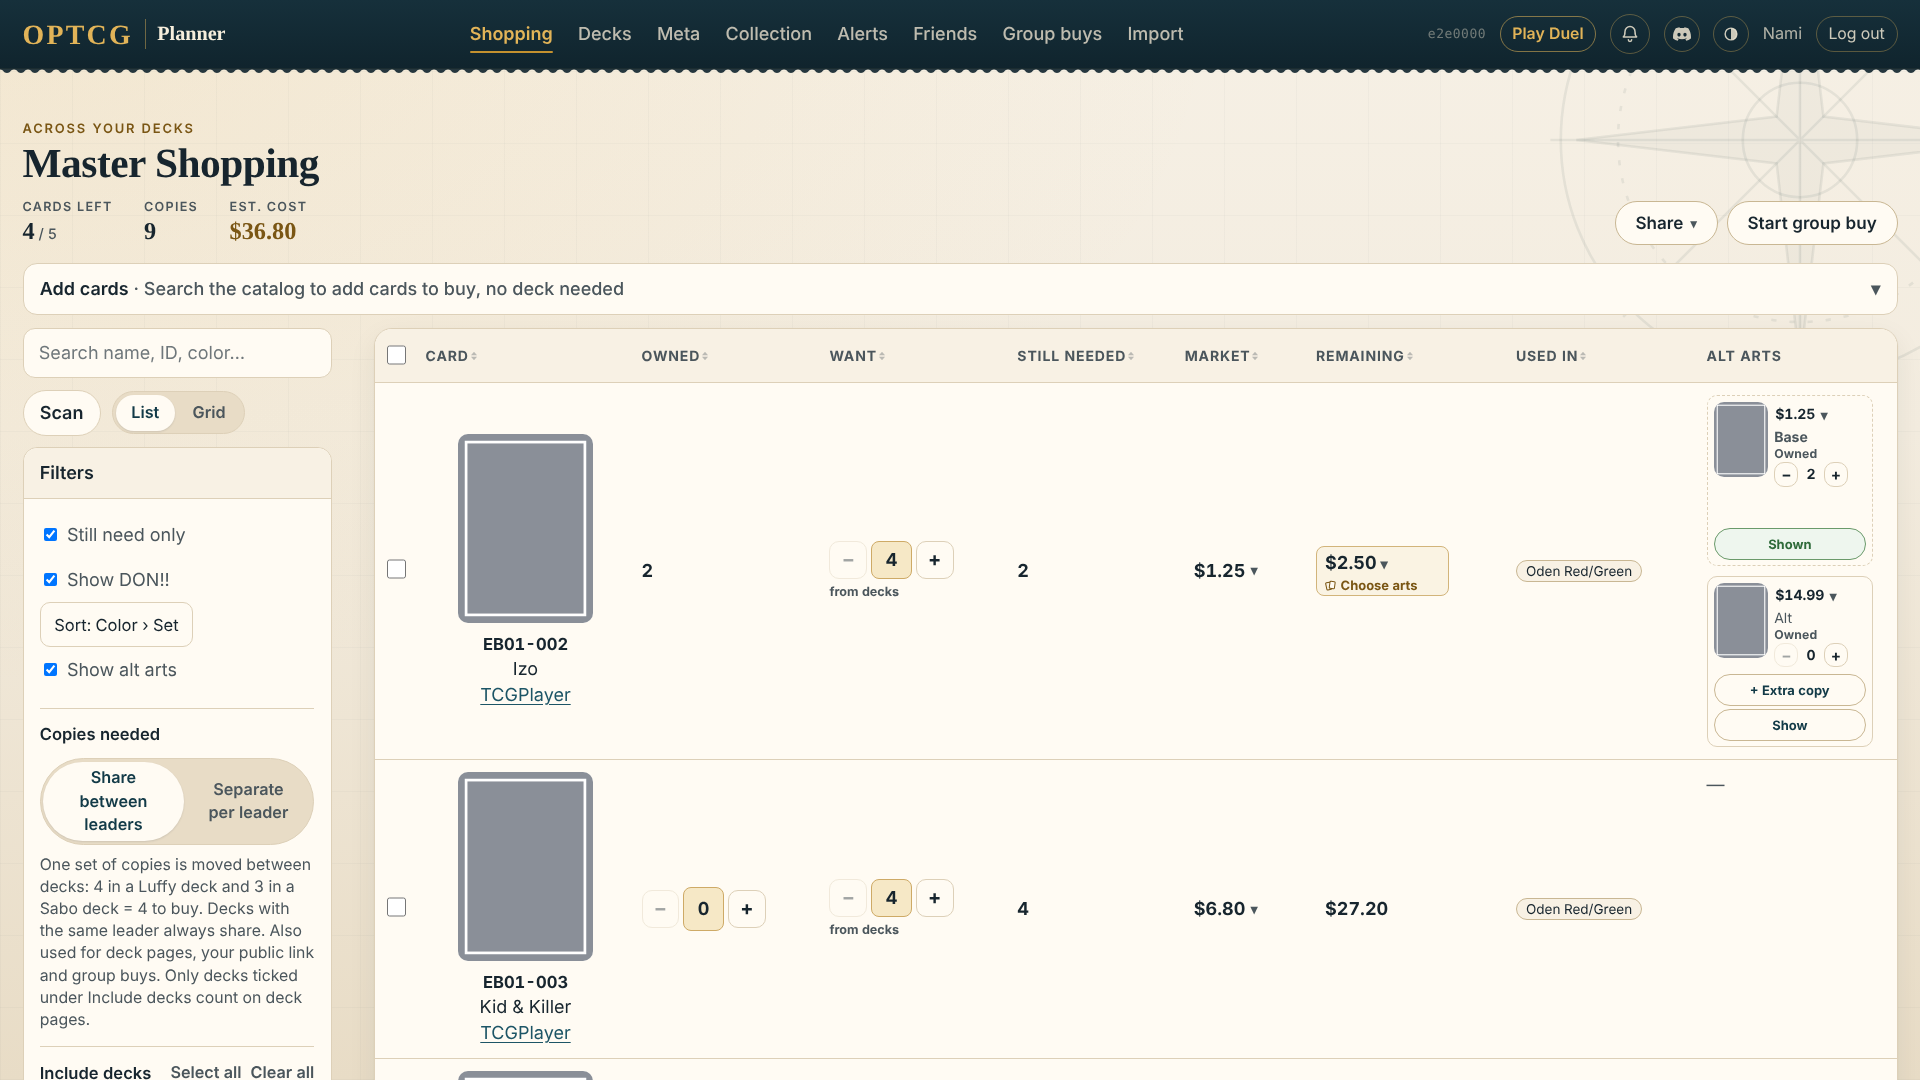 OPTCG Planner Shopping Decks Meta Collection Alerts Friends Group buys Import e2e0000 Play Duel Nami Log out
ACROSS YOUR DECKS
Master Shopping
CARDS LEFT COPIES EST. COST
4 / 5 9 $36.80
Share ▾ Start group buy
Add cards · Search the catalog to add cards to buy, no deck needed ▾
Search name, ID, color...
Scan List Grid
Filters
Still need only
Show DON!!
Sort: Color › Set
Show alt arts
Copies needed
Share between leaders
Separate per leader
One set of copies is moved between
decks: 4 in a Luffy deck and 3 in a
Sabo deck = 4 to buy. Decks with
the same leader always share. Also
used for deck pages, your public link
and group buys. Only decks ticked
under Include decks count on deck
pages.
Include decks Select all Clear all
CARD OWNED WANT STILL NEEDED MARKET REMAINING USED IN ALT ARTS
EB01-002
Izo
TCGPlayer
2
− 4 +
from decks
2
$1.25 ▾
$2.50 ▾
Choose arts
Oden Red/Green
$1.25 ▾
Base
Owned
− 2 +
Shown
$14.99 ▾
Alt
Owned
− 0 +
+ Extra copy
Show
EB01-003
Kid & Killer
TCGPlayer
− 0 +
− 4 +
from decks
4
$6.80 ▾
$27.20
Oden Red/Green
—